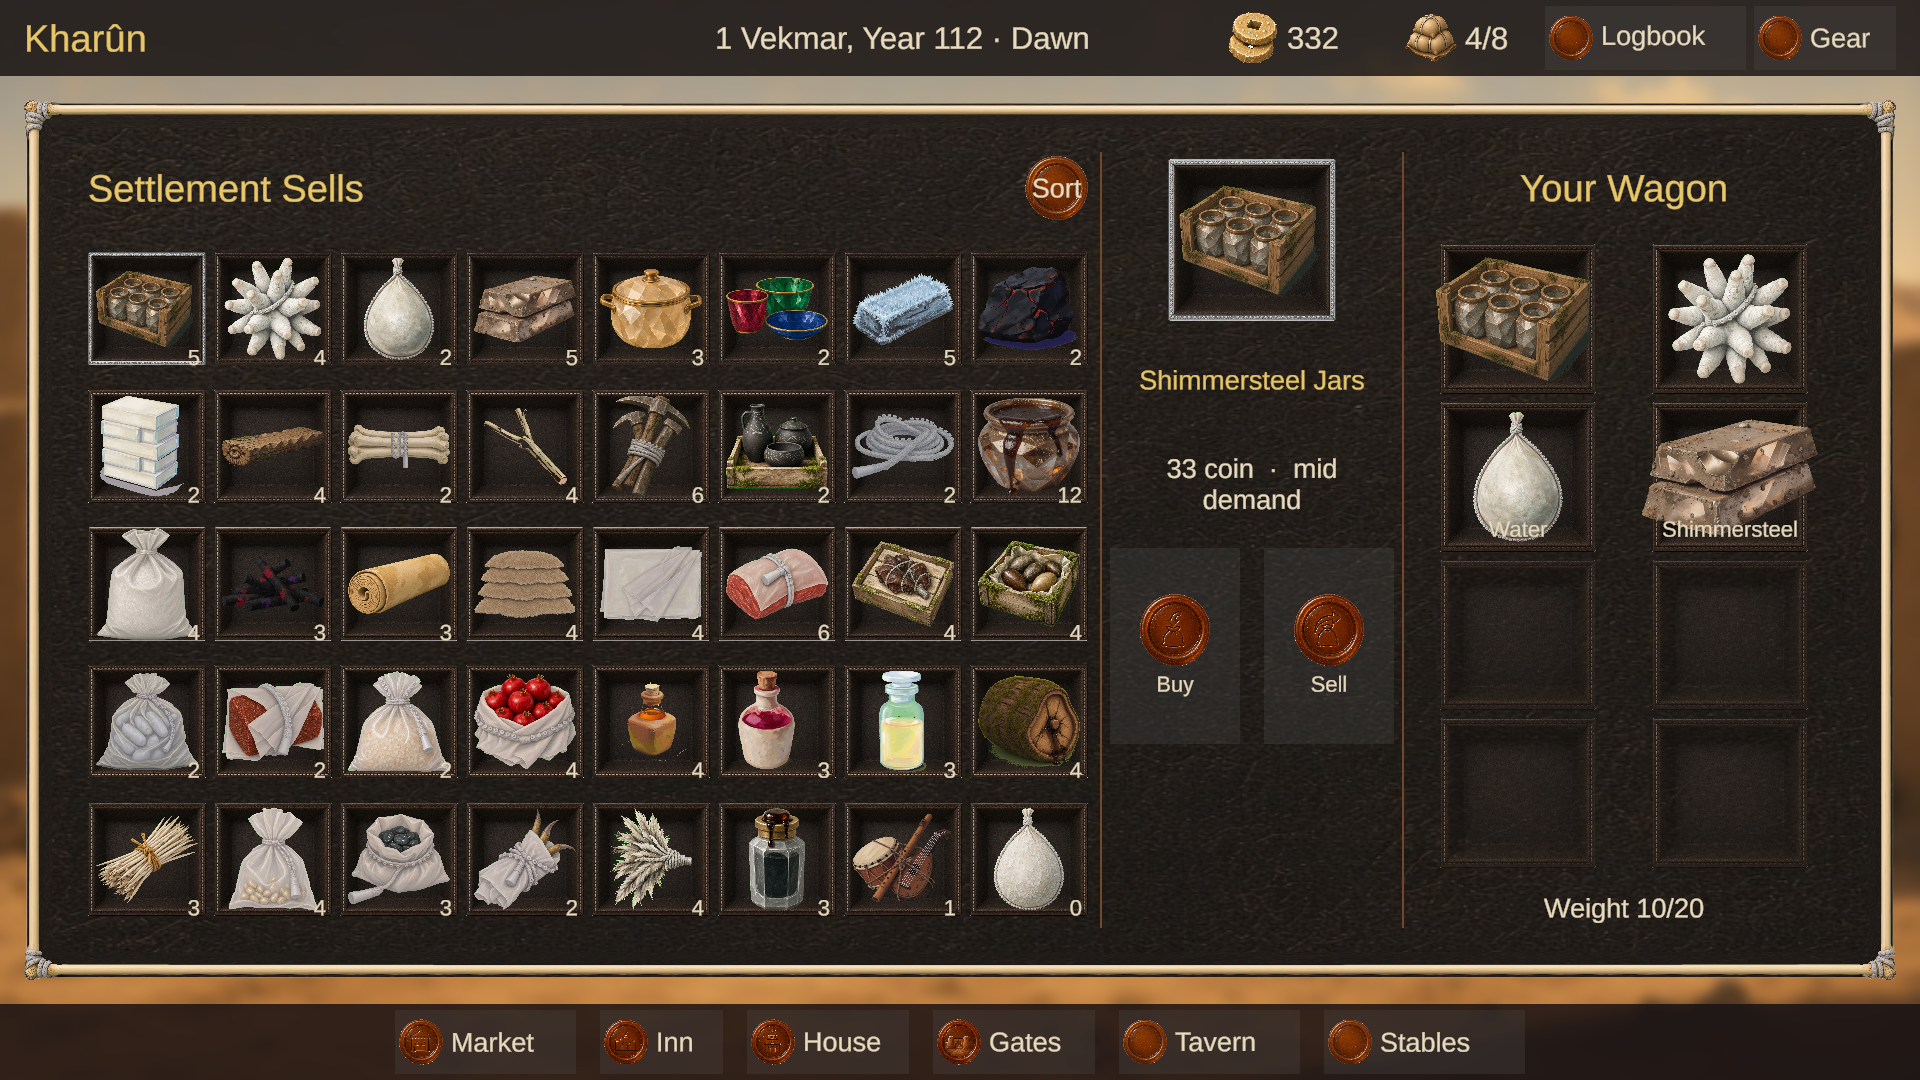 Kharûn
1 Vekmar, Year 112 · Dawn
332
4/8
Logbook
Gear
Settlement Sells
Sort
5 4 2 5 3 2 5 2
2 4 2 4 6 2 2 12
4 3 3 4 4 6 4 4
2 2 2 4 4 3 3 4
3 4 3 2 4 3 1 0
Shimmersteel Jars
33 coin · mid
demand
Buy
Sell
Your Wagon
Water
Shimmersteel
Weight 10/20
Market
Inn
House
Gates
Tavern
Stables